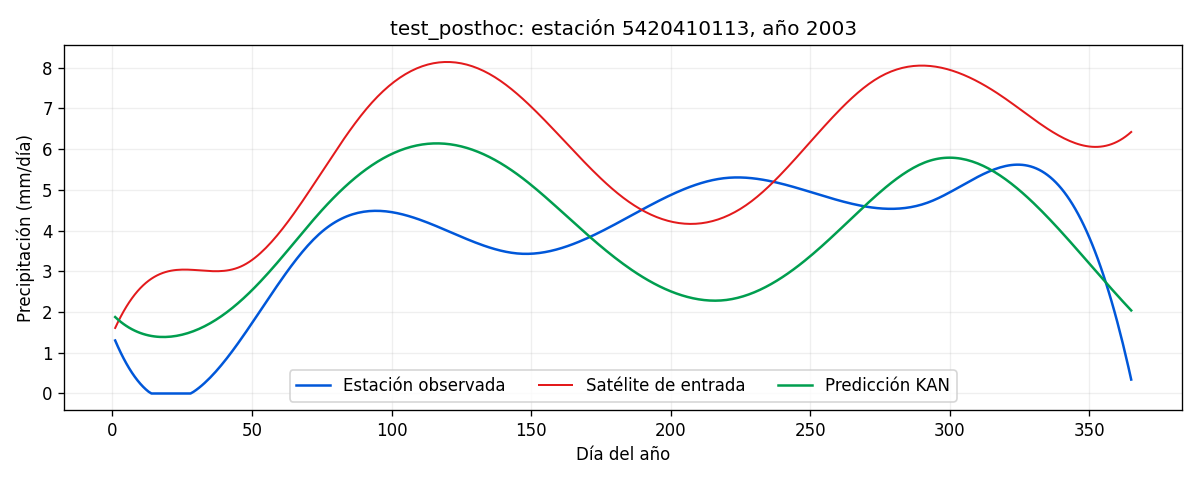 test_posthoc: estación 5420410113, año 2003
Precipitación (mm/día)
8
7
6
5
4
3
2
1
0
Estación observada Satélite de entrada Predicción KAN
0 50 100 150 200 250 300 350
Día del año